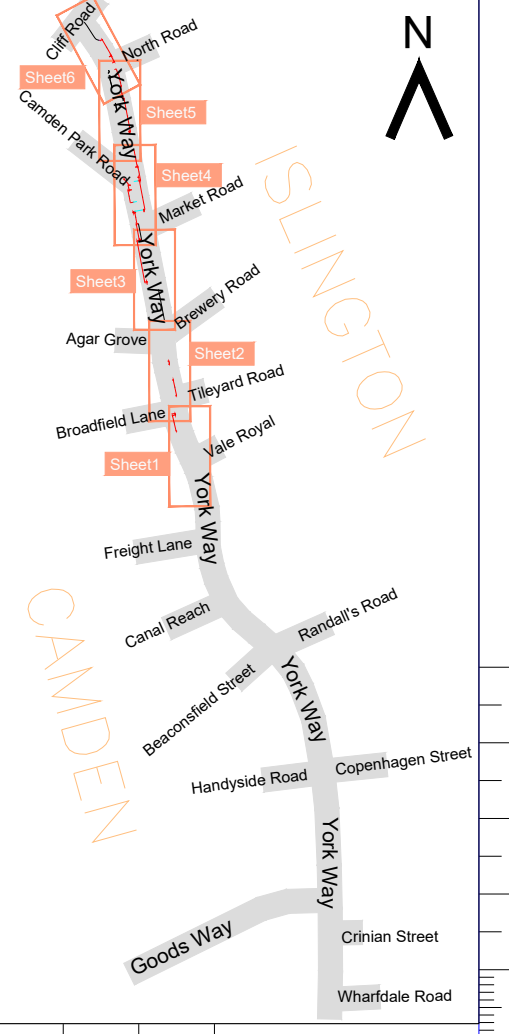 N
Cliff Road
North Road
Sheet6
York Way
Sheet5
Camden Park Road
Sheet4
Market Road
ISLINGTON
York Way
Sheet3
Brewery Road
Agar Grove
Sheet2
Tileyard Road
Broadfield Lane
Vale Royal
Sheet1
York Way
Freight Lane
CAMDEN
Canal Reach
Randall's Road
Beaconsfield Street
York Way
Copenhagen Street
Handyside Road
York Way
Goods Way
Crinian Street
Wharfdale Road